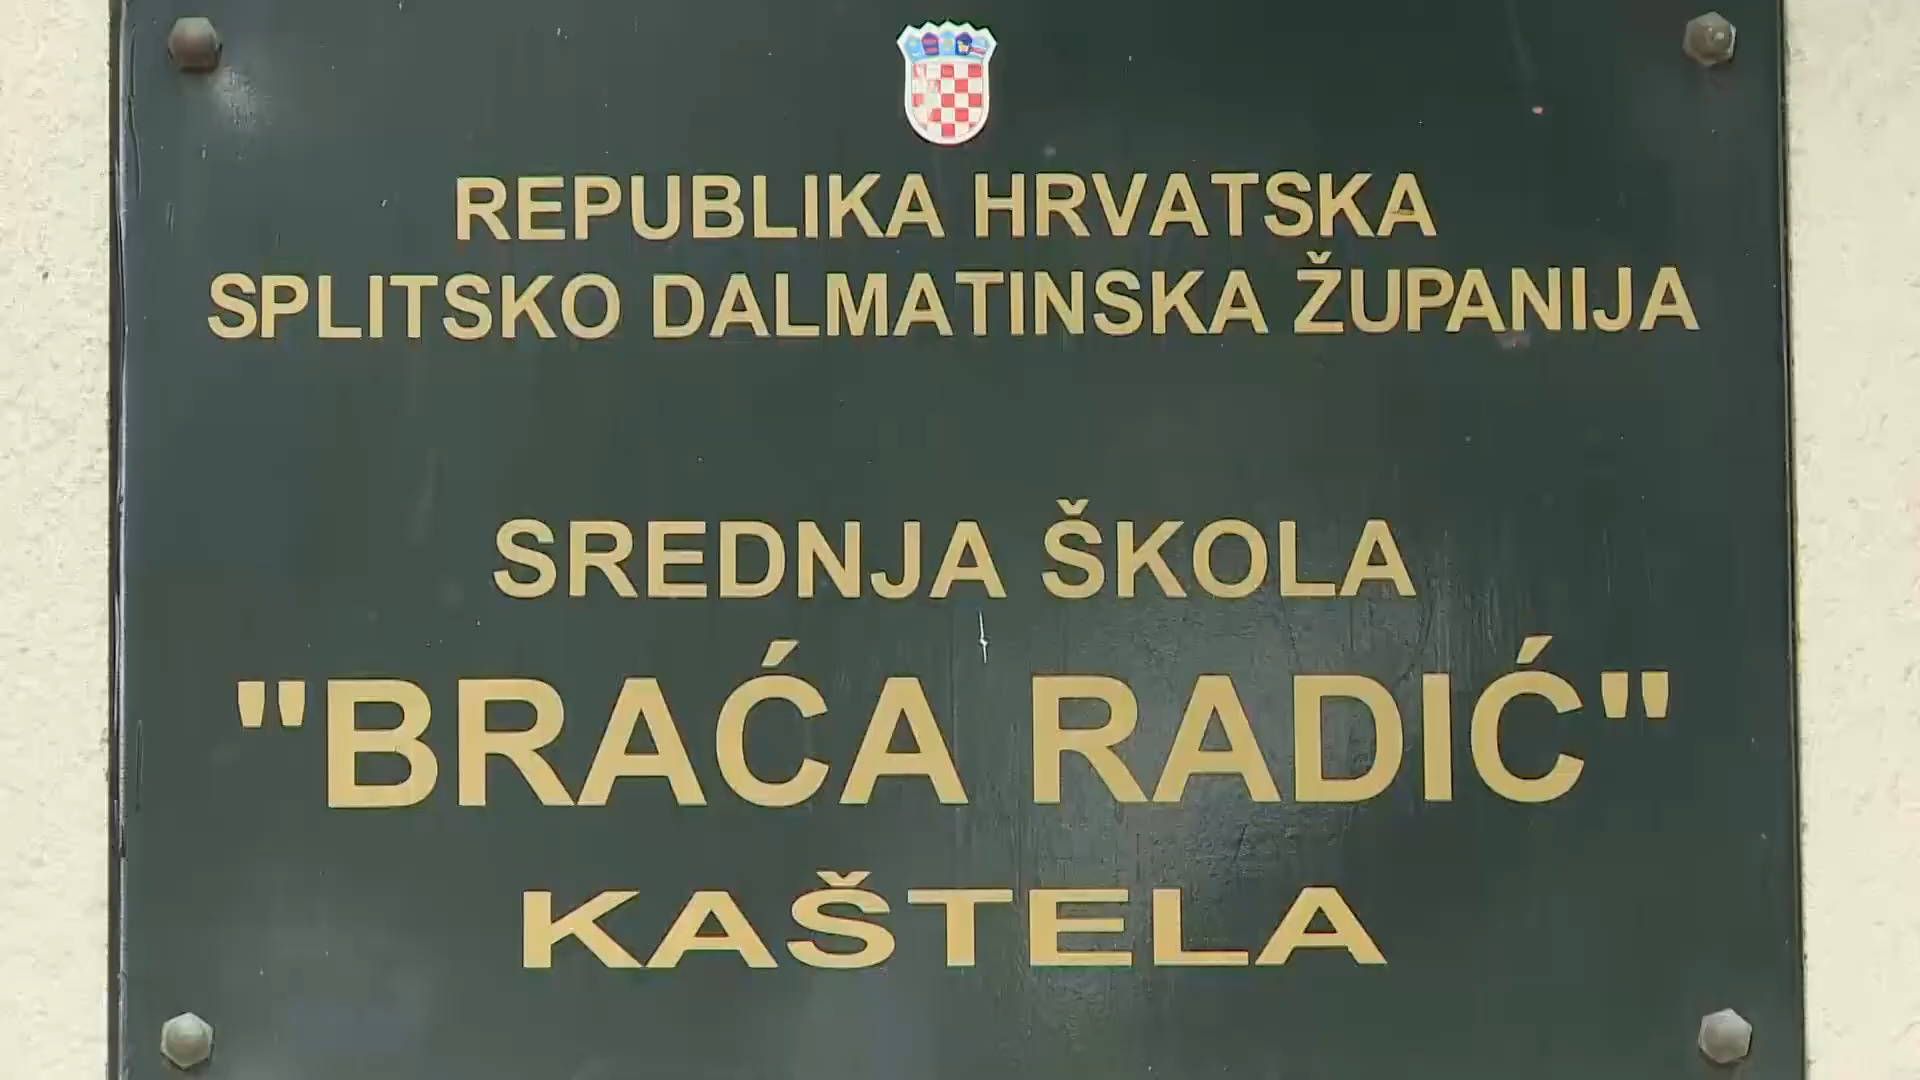 REPUBLIKA HRVATSKA
SPLITSKO DALMATINSKA ŽUPANIJA
SREDNJA ŠKOLA
"BRAĆA RADIĆ"
KAŠTELA